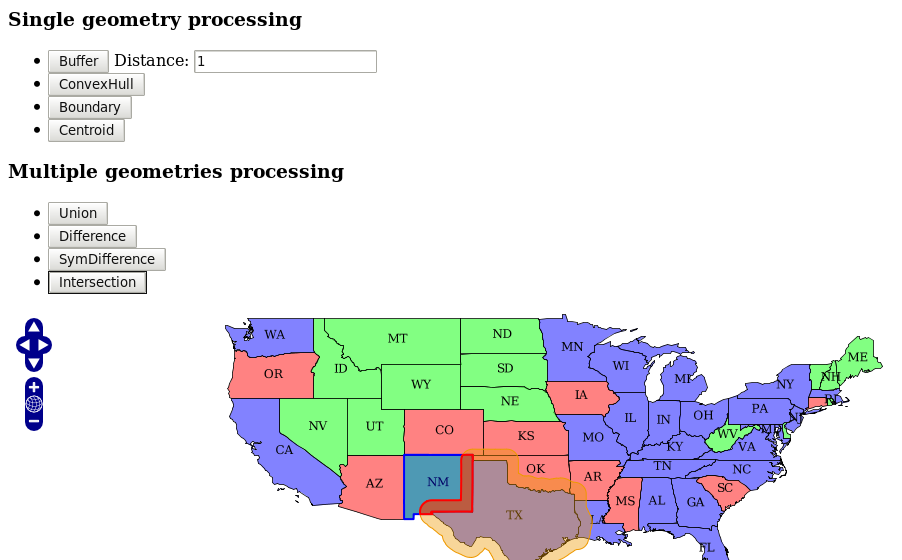 Single geometry processing
Buffer Distance: 1
ConvexHull
Boundary
Centroid
Multiple geometries processing
Union
Difference
SymDifference
Intersection
WA MT ND MN ME
OR ID SD WI NH
WY MI NY
NE IA RI
NV UT CO IL IN OH PA
CA KS MO WV
KY VA
AZ NM OK AR TN NC
TX MS AL GA SC
LA
FL